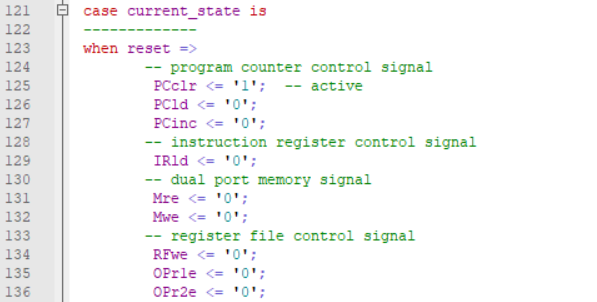 121 case current_state is
122 -------------
123 when reset =>
124 -- program counter control signal
125 PCclr <= '1'; -- active
126 PCld <= '0';
127 PCinc <= '0';
128 -- instruction register control signal
129 IRld <= '0';
130 -- dual port memory signal
131 Mre <= '0';
132 Mwe <= '0';
133 -- register file control signal
134 RFwe <= '0';
135 OPr1e <= '0';
136 OPr2e <= '0';